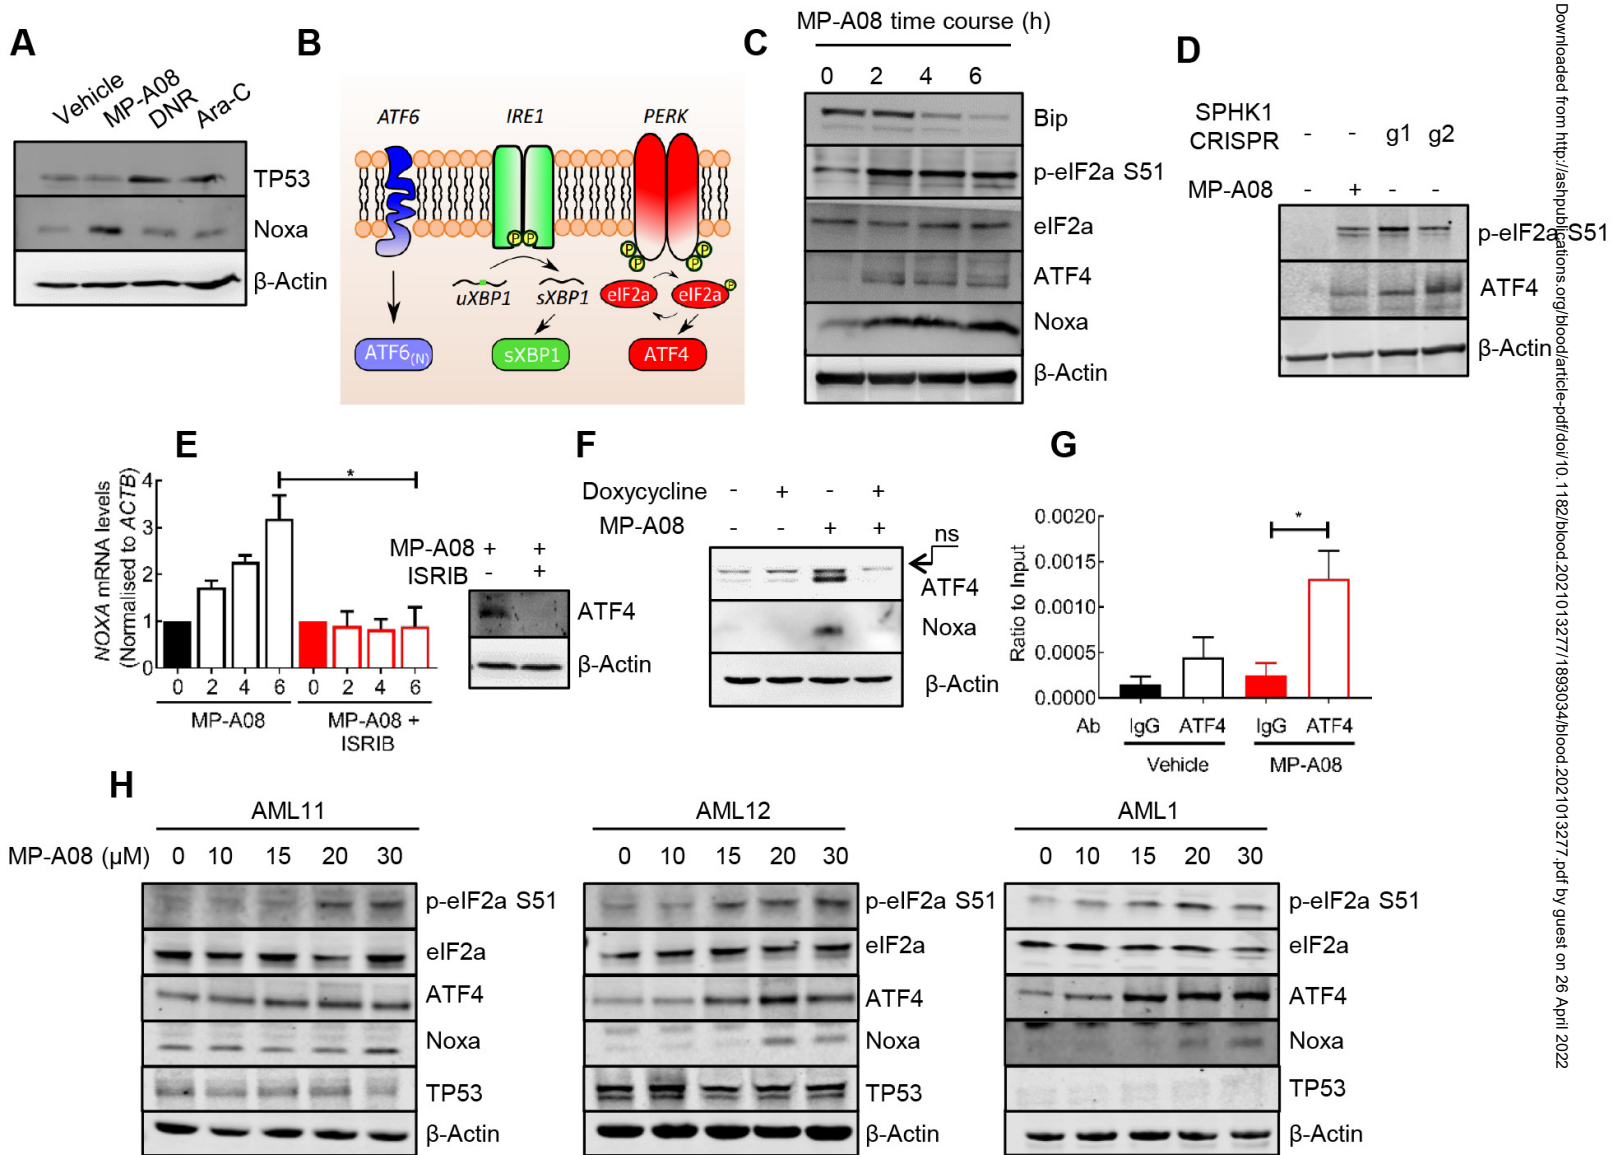 A
Vehicle
MP-A08
DNR
Ara-C
TP53
Noxa
β-Actin
B
ATF6
IRE1
PERK
P P
P
P
P
P
uXBP1
sXBP1
eIF2a
eIF2a
P
ATF6(N)
sXBP1
ATF4
C
MP-A08 time course (h)
0 2 4 6
Bip
p-eIF2a S51
eIF2a
ATF4
Noxa
β-Actin
D
SPHK1
CRISPR - - g1 g2
MP-A08 - + - -
p-eIF2a S51
ATF4
β-Actin
E
NOXA mRNA levels
(Normalised to ACTB)
4
3
2
1
0
*
0 2 4 6 0 2 4 6
MP-A08
MP-A08 +
ISRIB
MP-A08 + +
ISRIB - +
ATF4
β-Actin
F
Doxycycline - + - +
MP-A08 - - + +
ns
ATF4
Noxa
β-Actin
G
Ratio to Input
0.0020
0.0015
0.0010
0.0005
0.0000
*
Ab IgG ATF4 IgG ATF4
Vehicle MP-A08
H
AML11
MP-A08 (µM) 0 10 15 20 30
p-eIF2a S51
eIF2a
ATF4
Noxa
TP53
β-Actin
AML12
0 10 15 20 30
p-eIF2a S51
eIF2a
ATF4
Noxa
TP53
β-Actin
AML1
0 10 15 20 30
p-eIF2a S51
eIF2a
ATF4
Noxa
TP53
β-Actin
Downloaded from http://ashpublications.org/blood/article-pdf/doi/10.1182/blood.2021013277/1893034/blood.2021013277.pdf by guest on 26 April 2022